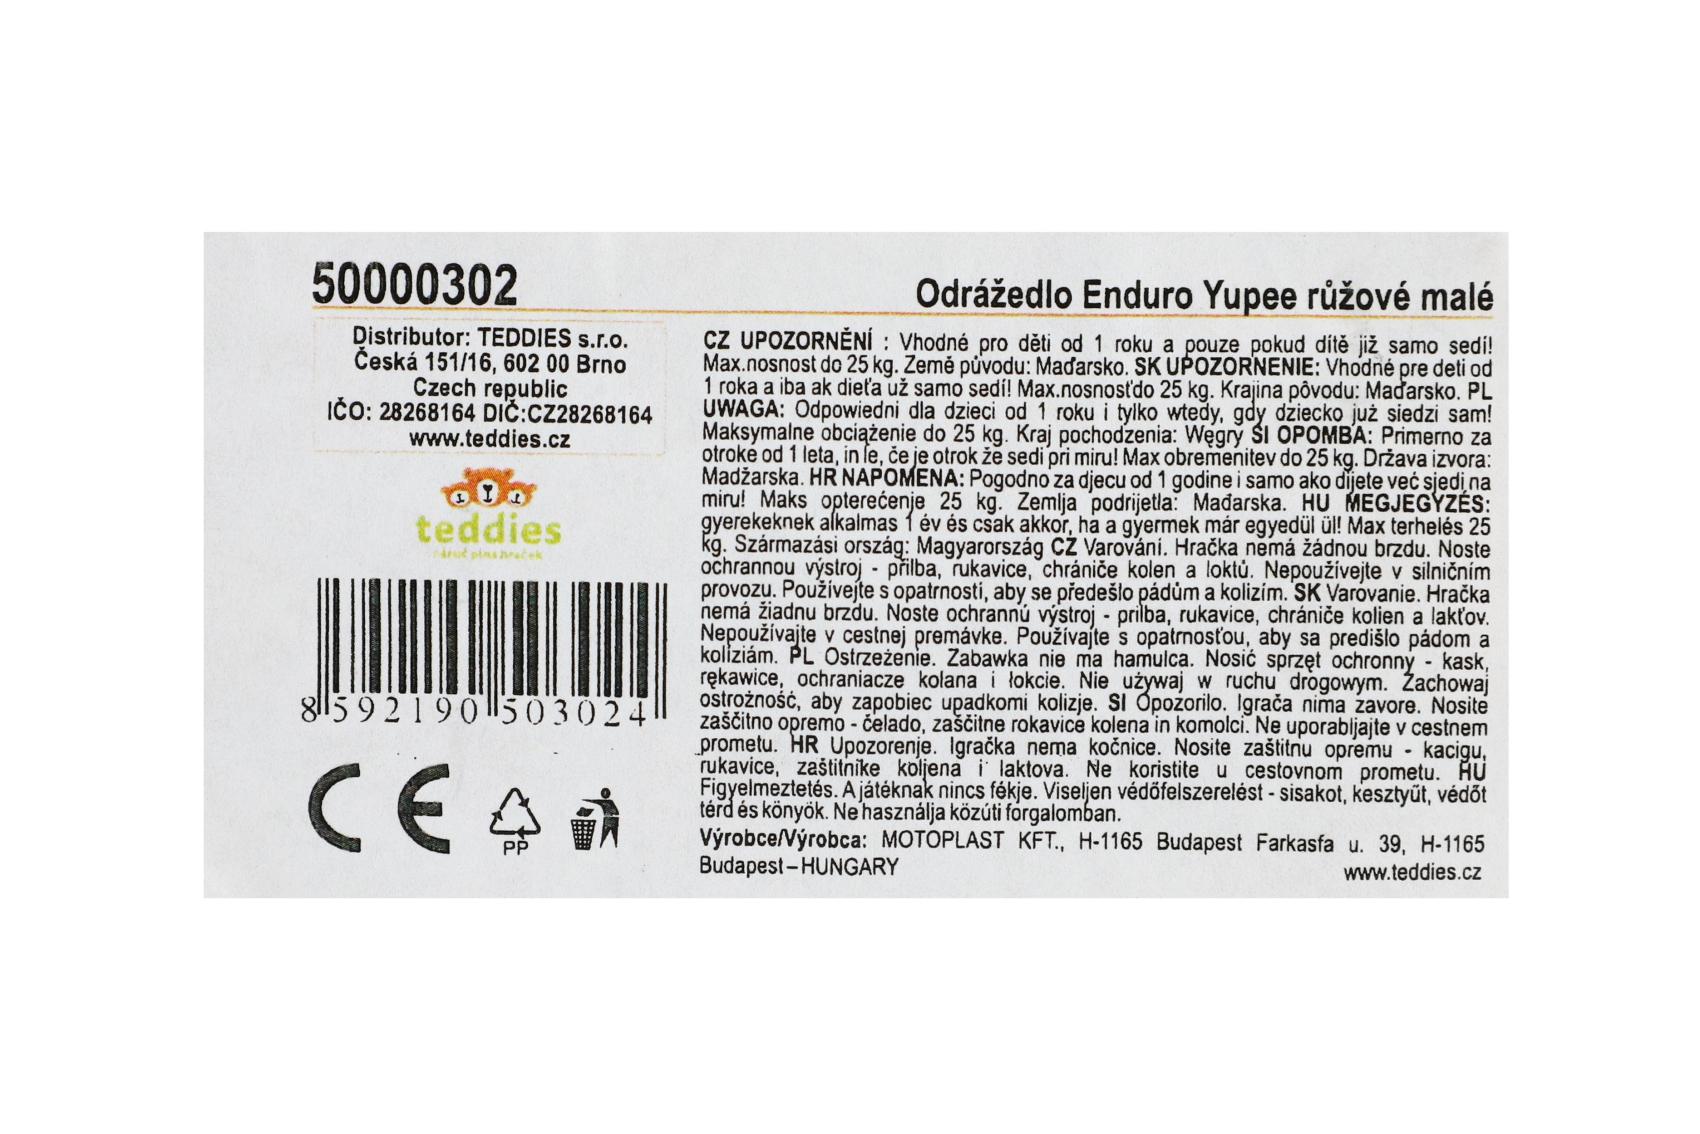 50000302
Odrážedlo Enduro Yupee růžové malé
Distributor: TEDDIES s.r.o.
Česká 151/16, 602 00 Brno
Czech republic
IČO: 28268164 DIČ:CZ28268164
www.teddies.cz
teddies
náruč plná hraček
8 592190 503024
PP
CZ UPOZORNĚNÍ : Vhodné pro děti od 1 roku a pouze pokud dítě již samo sedí!
Max.nosnost do 25 kg. Země původu: Maďarsko. SK UPOZORNENIE: Vhodné pre deti od
1 roka a iba ak dieťa už samo sedí! Max.nosnosťdo 25 kg. Krajina pôvodu: Maďarsko. PL
UWAGA: Odpowiedni dla dzieci od 1 roku i tylko wtedy, gdy dziecko już siedzi sam!
Maksymalne obciążenie do 25 kg. Kraj pochodzenia: Węgry SI OPOMBA: Primerno za
otroke od 1 leta, in le, če je otrok že sedi pri miru! Max obremenitev do 25 kg. Država izvora:
Madžarska. HR NAPOMENA: Pogodno za djecu od 1 godine i samo ako dijete već sjedi na
miru! Maks opterećenje 25 kg. Zemlja podrijetla: Mađarska. HU MEGJEGYZÉS:
gyerekeknek alkalmas 1 év és csak akkor, ha a gyermek már egyedül ül! Max terhelés 25
kg. Származási ország: Magyarország CZ Varování. Hračka nemá žádnou brzdu. Noste
ochrannou výstroj - přilba, rukavice, chrániče kolen a loktů. Nepoužívejte v silničním
provozu. Používejte s opatrností, aby se předešlo pádům a kolizím. SK Varovanie. Hračka
nemá žiadnu brzdu. Noste ochrannú výstroj - prilba, rukavice, chrániče kolien a lakťov.
Nepoužívajte v cestnej premávke. Používajte s opatrnosťou, aby sa predišlo pádom a
kolíziám. PL Ostrzeżenie. Zabawka nie ma hamulca. Nosić sprzęt ochronny - kask,
rękawice, ochraniacze kolana i łokcie. Nie używaj w ruchu drogowym. Zachowaj
ostrożność, aby zapobiec upadkomi kolizje. SI Opozorilo. Igrača nima zavore. Nosite
zaščitno opremo - čelado, zaščitne rokavice kolena in komolci. Ne uporabljajte v cestnem
prometu. HR Upozorenje. Igračka nema kočnice. Nosite zaštitnu opremu - kacigu,
rukavice, zaštitnike koljena i laktova. Ne koristite u cestovnom prometu. HU
Figyelmeztetés. A játéknak nincs fékje. Viseljen védőfelszerelést - sisakot, kesztyűt, védőt
térd és könyök. Ne használja közúti forgalomban.
Výrobce/Výrobca: MOTOPLAST KFT., H-1165 Budapest Farkasfa u. 39, H-1165
Budapest–HUNGARY
www.teddies.cz